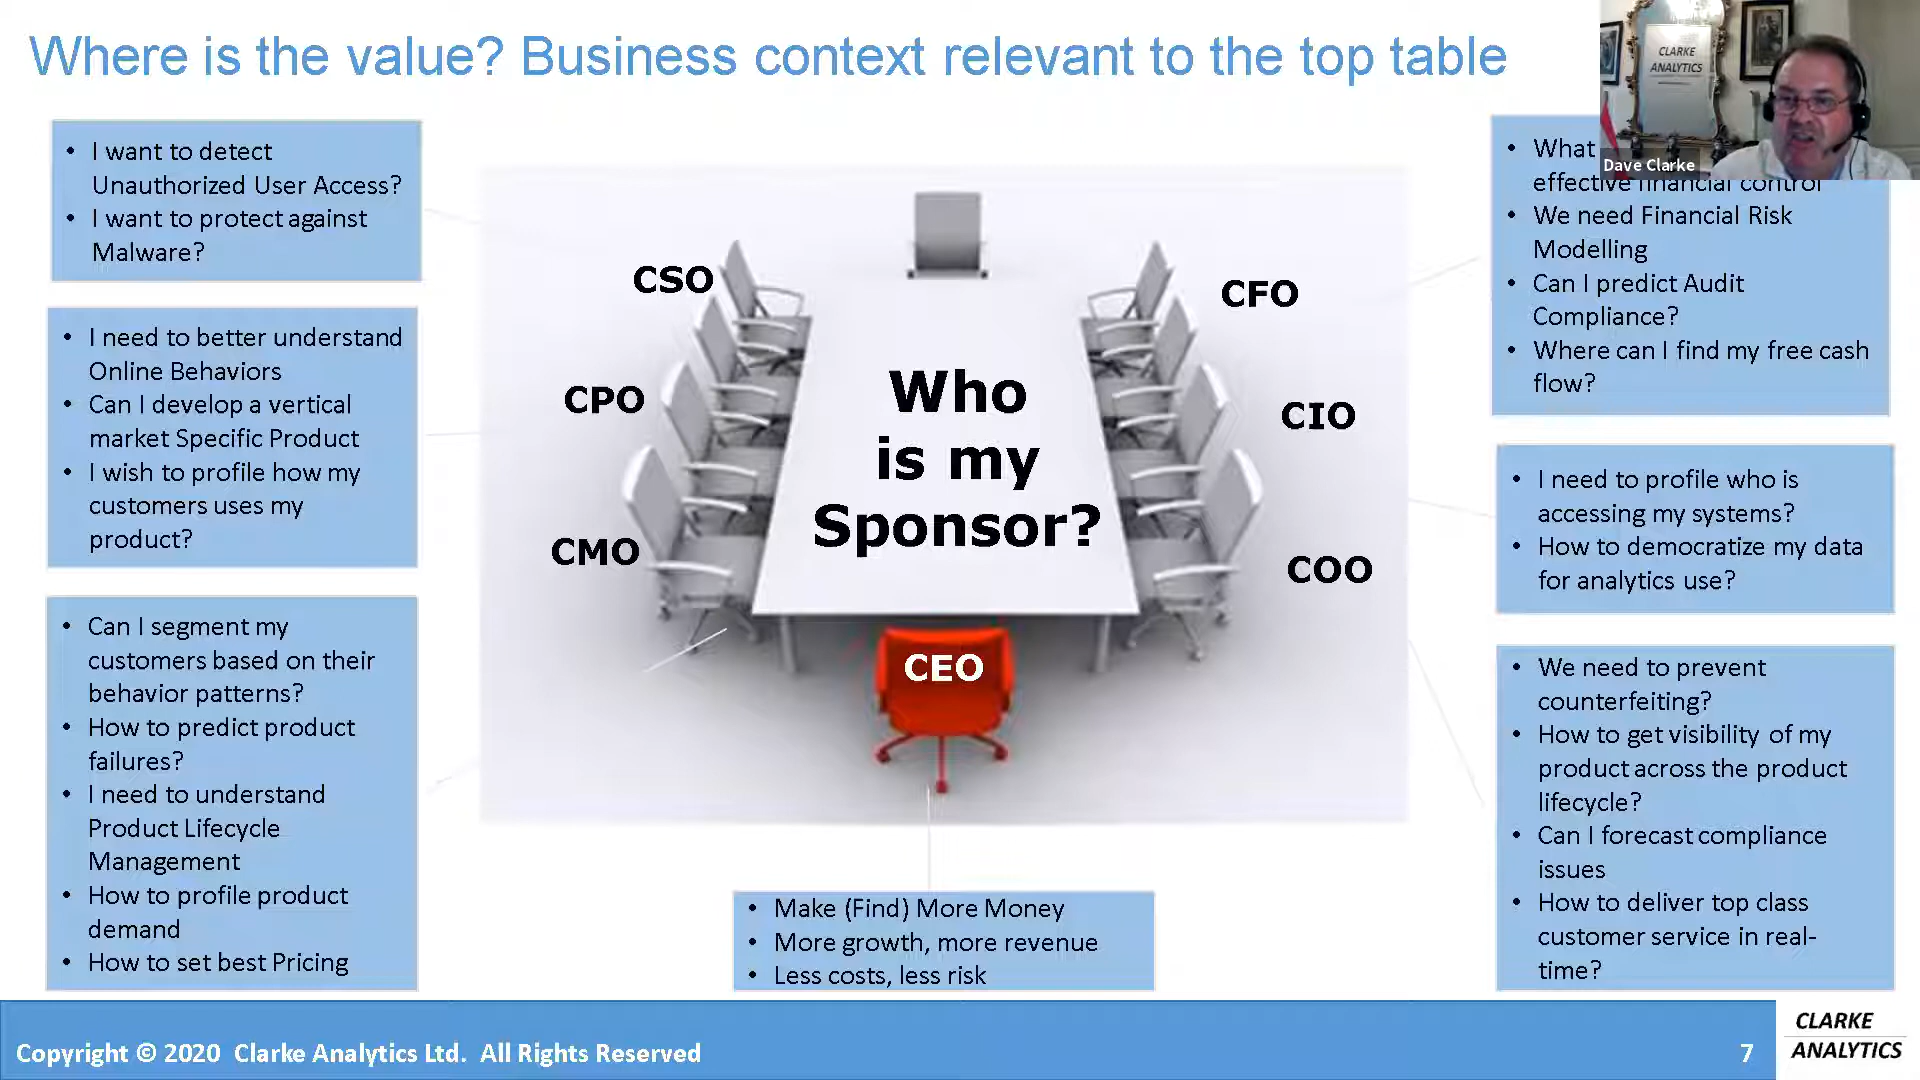 Where is the value? Business context relevant to the top table
CLARKE
ANALYTICS
Dave Clarke
• I want to detect
Unauthorized User Access?
• I want to protect against
Malware?
• I need to better understand
Online Behaviors
• Can I develop a vertical
market Specific Product
• I wish to profile how my
customers uses my
product?
• Can I segment my
customers based on their
behavior patterns?
• How to predict product
failures?
• I need to understand
Product Lifecycle
Management
• How to profile product
demand
• How to set best Pricing
CSO
CPO
CMO
Who
is my
Sponsor?
CEO
CFO
CIO
COO
• Make (Find) More Money
• More growth, more revenue
• Less costs, less risk
• What
effective financial control
• We need Financial Risk
Modelling
• Can I predict Audit
Compliance?
• Where can I find my free cash
flow?
• I need to profile who is
accessing my systems?
• How to democratize my data
for analytics use?
• We need to prevent
counterfeiting?
• How to get visibility of my
product across the product
lifecycle?
• Can I forecast compliance
issues
• How to deliver top class
customer service in real-
time?
Copyright © 2020 Clarke Analytics Ltd. All Rights Reserved
7
CLARKE
ANALYTICS